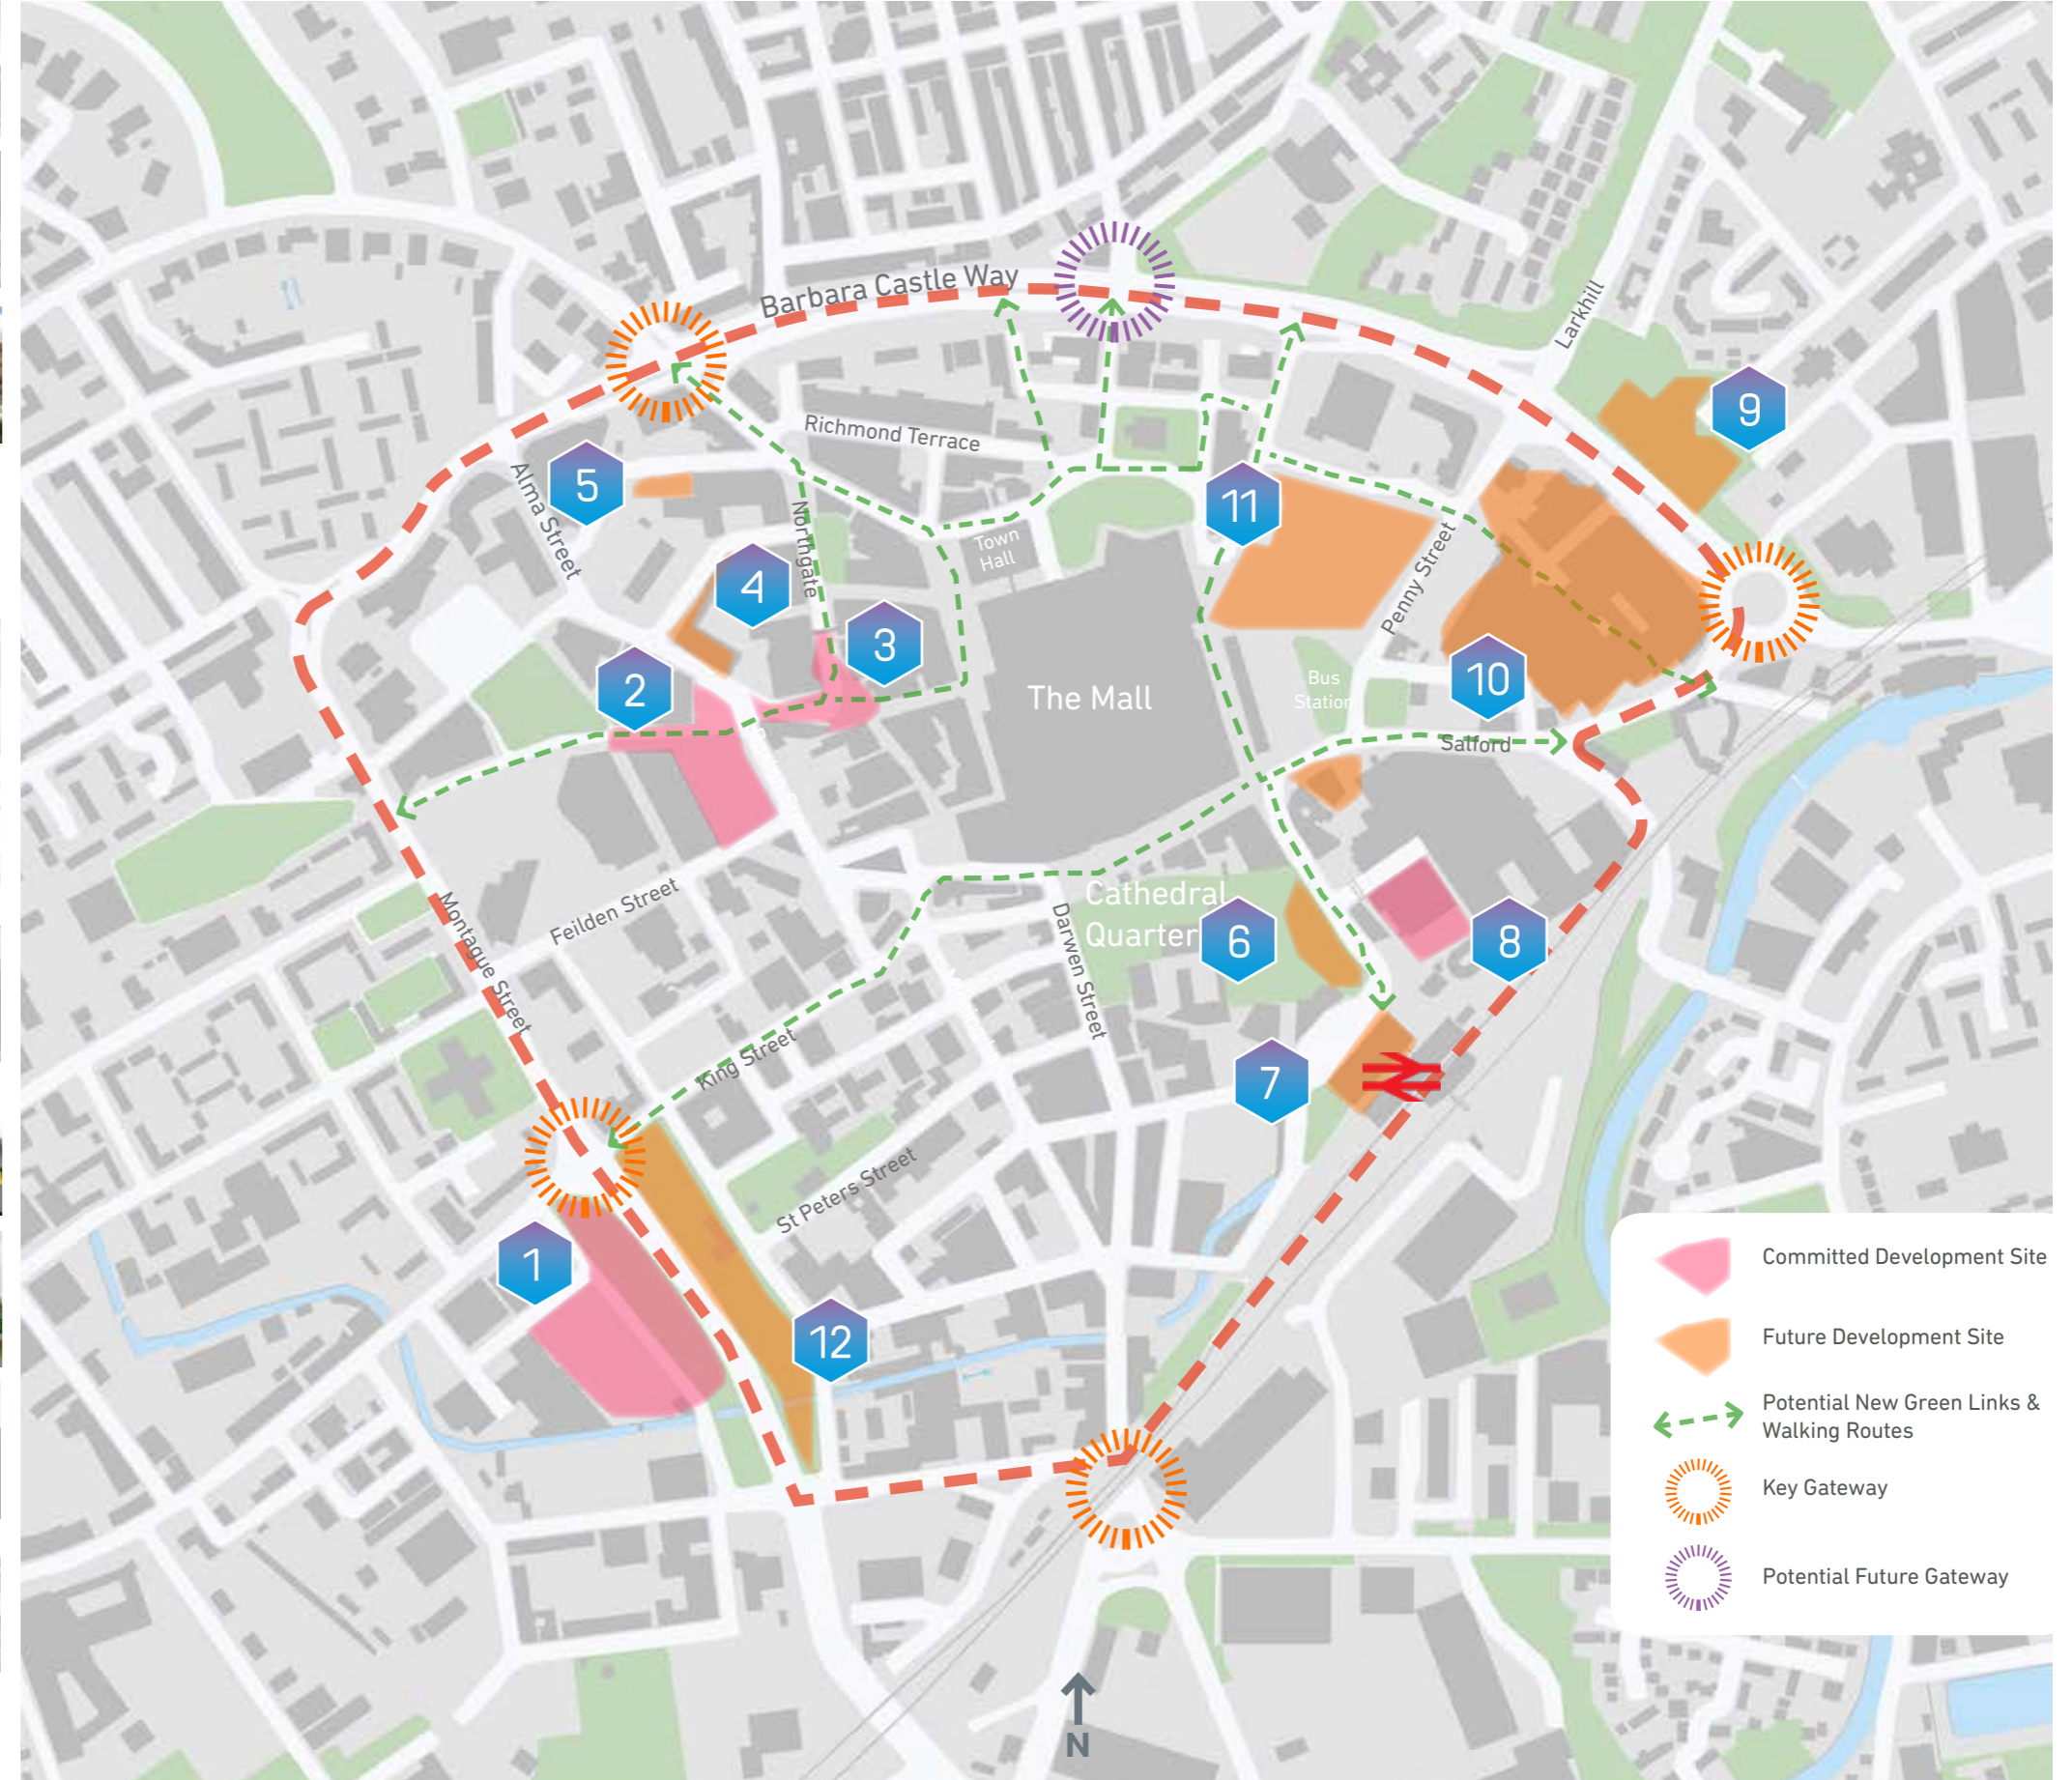 Barbara Castle Way
Larkhill
9
Richmond Terrace
5
Alma Street
Northgate
11
Town
Hall
Penny Street
4
3
2
The Mall
Bus
Station
10
Salford
Montague Street
Feilden Street
Cathedral
Quarter
6
8
Darwen Street
King Street
7
St Peters Street
1
12
Committed Development Site
Future Development Site
Potential New Green Links &
Walking Routes
Key Gateway
Potential Future Gateway
N